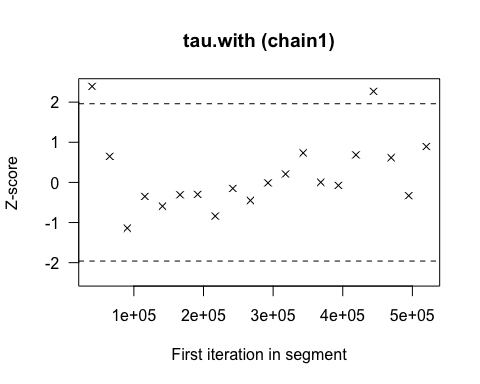 tau.with (chain1)
Z-score
2
1
0
-1
-2
1e+05 2e+05 3e+05 4e+05 5e+05
First iteration in segment